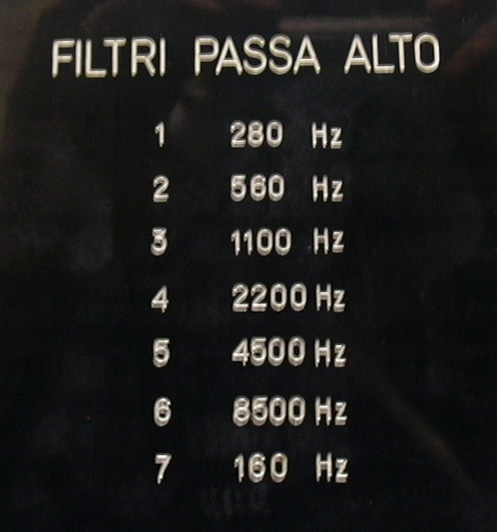 FILTRI PASSA ALTO
1 280 Hz
2 560 Hz
3 1100 Hz
4 2200 Hz
5 4500 Hz
6 8500 Hz
7 160 Hz